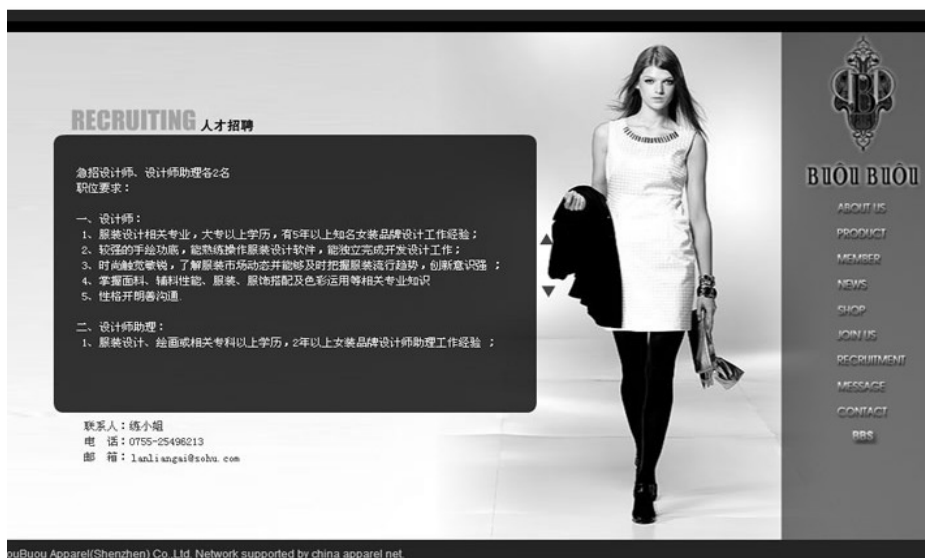 RECRUITING 人才招聘
急招设计师、设计师助理各2名
职位要求：
一、设计师：
1、服装设计相关专业，大专以上学历，有5年以上知名女装品牌设计工作经验；
2、较强的手绘功底，能熟练操作服装设计软件，能独立完成开发设计工作；
3、时尚触觉敏锐，了解服装市场动态并能够及时把握服装流行趋势，创新意识强 ；
4、掌握面料、辅料性能、服装、服饰搭配及色彩运用等相关专业知识
5、性格开朗善沟通.
二、设计师助理：
1、服装设计、绘画或相关专科以上学历，2年以上女装品牌设计师助理工作经验 ；
联系人：练小姐
电 话：0755-25496213
邮 箱：lanliangai@sohu.com
BUÔU BUÔU
ABOUT US
PRODUCT
MEMBER
NEWS
SHOP
JOIN US
RECRUITMENT
MESSAGE
CONTACT
BBS
ouBuou Apparel(Shenzhen) Co.,Ltd. Network supported by china apparel net.